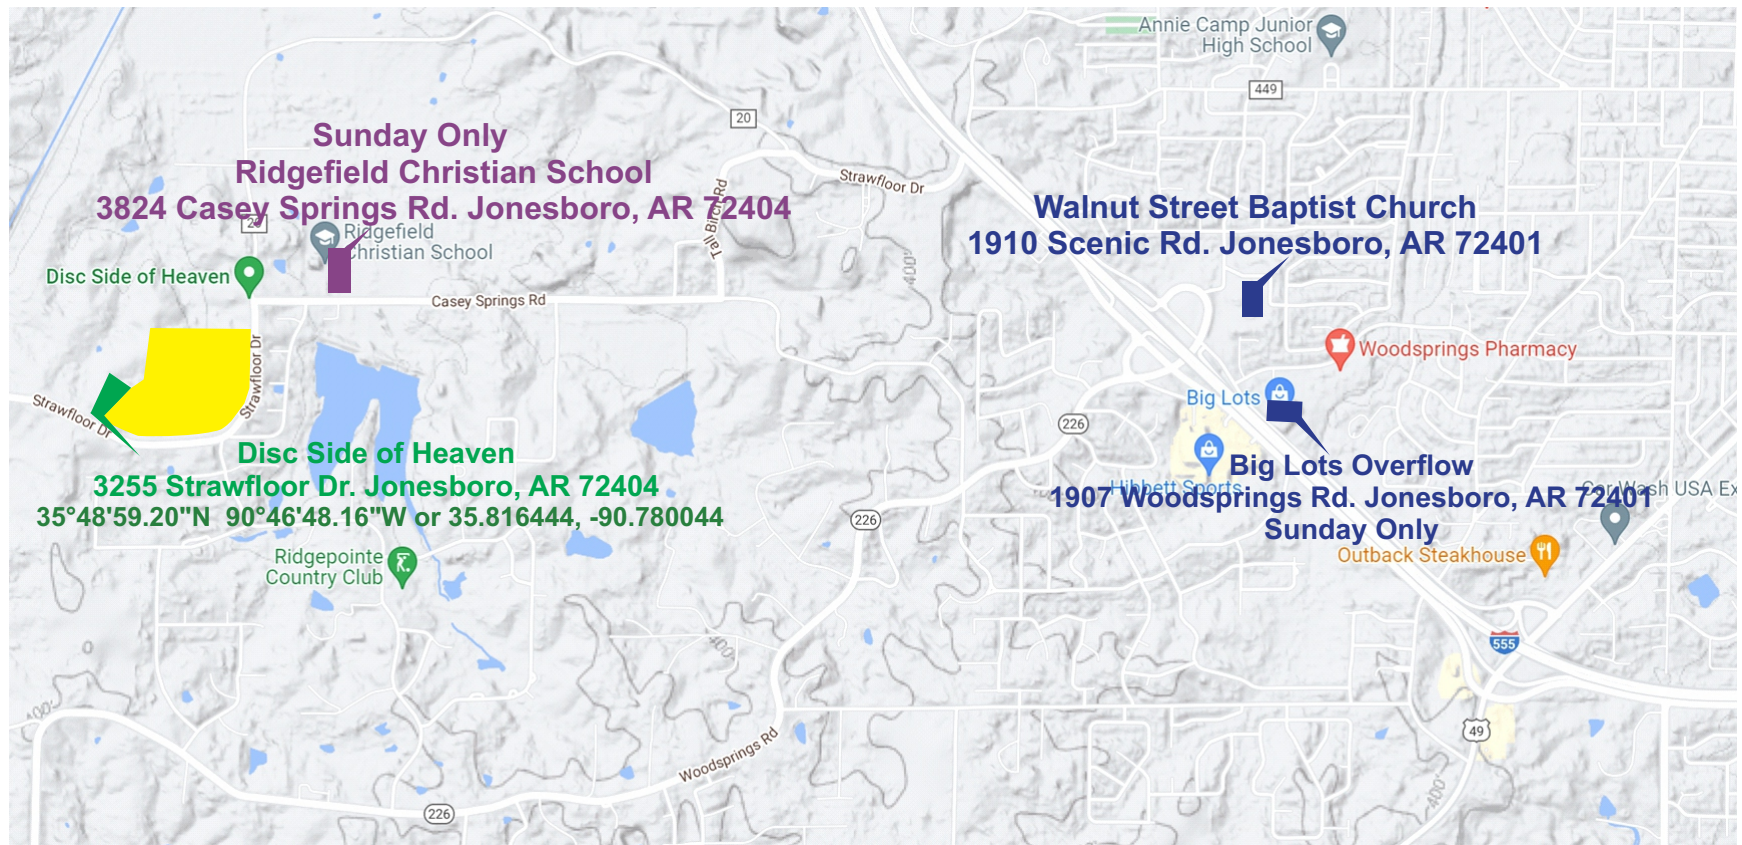 Annie Camp Junior
High School
449
20
Sunday Only
Ridgefield Christian School
3824 Casey Springs Rd. Jonesboro, AR 72404
Strawfloor Dr
Tall Birch Rd
Walnut Street Baptist Church
1910 Scenic Rd. Jonesboro, AR 72401
Ridgefield
Christian School
Disc Side of Heaven
Casey Springs Rd
400'
Strawfloor Dr
Strawfloor Dr
Woodsprings Pharmacy
Big Lots
226
Disc Side of Heaven
3255 Strawfloor Dr. Jonesboro, AR 72404
35°48'59.20"N 90°46'48.16"W or 35.816444, -90.780044
Hibbett Sports
Big Lots Overflow
1907 Woodsprings Rd. Jonesboro, AR 72401
Sunday Only
Car Wash USA Ex
226
Outback Steakhouse
Ridgepointe
Country Club
555
400'
400'
49
Woodsprings Rd
400'
226